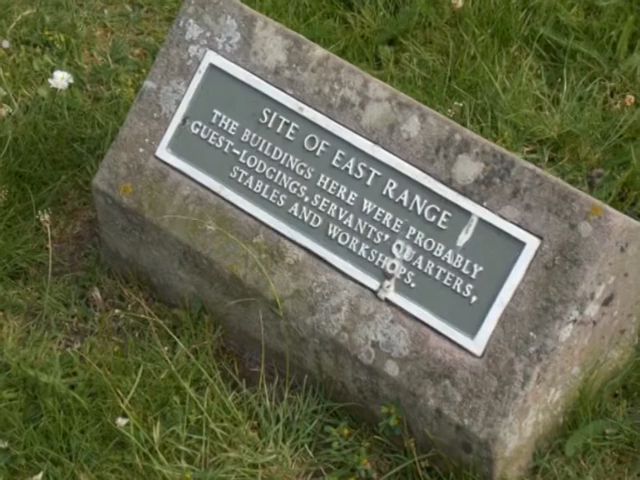 SITE OF EAST RANGE
THE BUILDINGS HERE WERE PROBABLY
GUEST-LODGINGS, SERVANTS' QUARTERS,
STABLES AND WORKSHOPS.